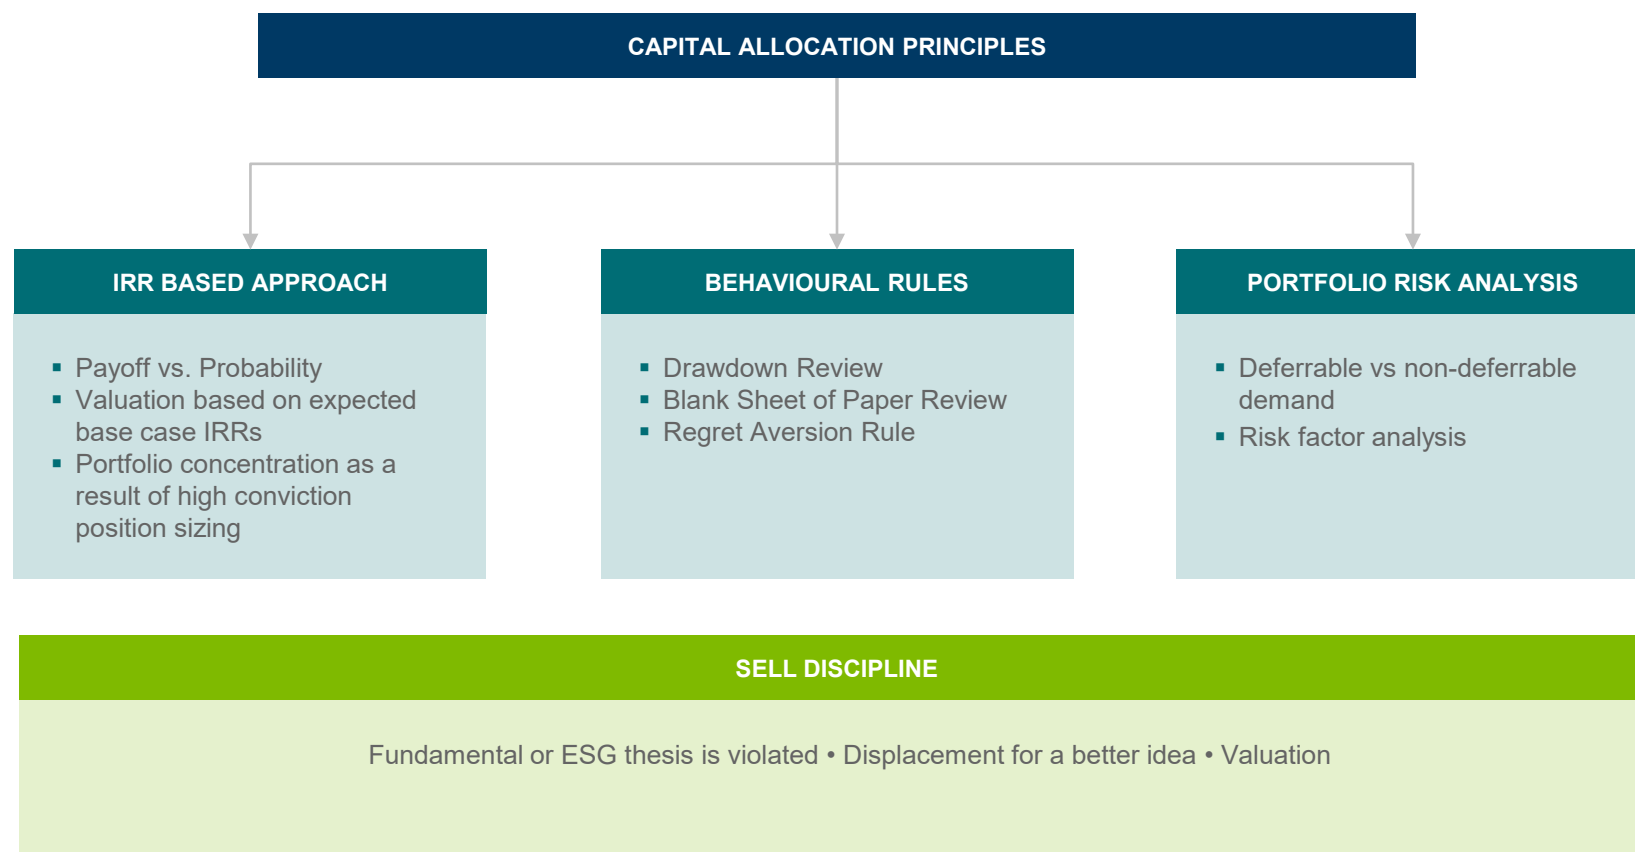 CAPITAL ALLOCATION PRINCIPLES
IRR BASED APPROACH
▪ Payoff vs. Probability
▪ Valuation based on expected
base case IRRs
▪ Portfolio concentration as a
result of high conviction
position sizing
BEHAVIOURAL RULES
▪ Drawdown Review
▪ Blank Sheet of Paper Review
▪ Regret Aversion Rule
PORTFOLIO RISK ANALYSIS
▪ Deferrable vs non-deferrable
demand
▪ Risk factor analysis
SELL DISCIPLINE
Fundamental or ESG thesis is violated • Displacement for a better idea • Valuation